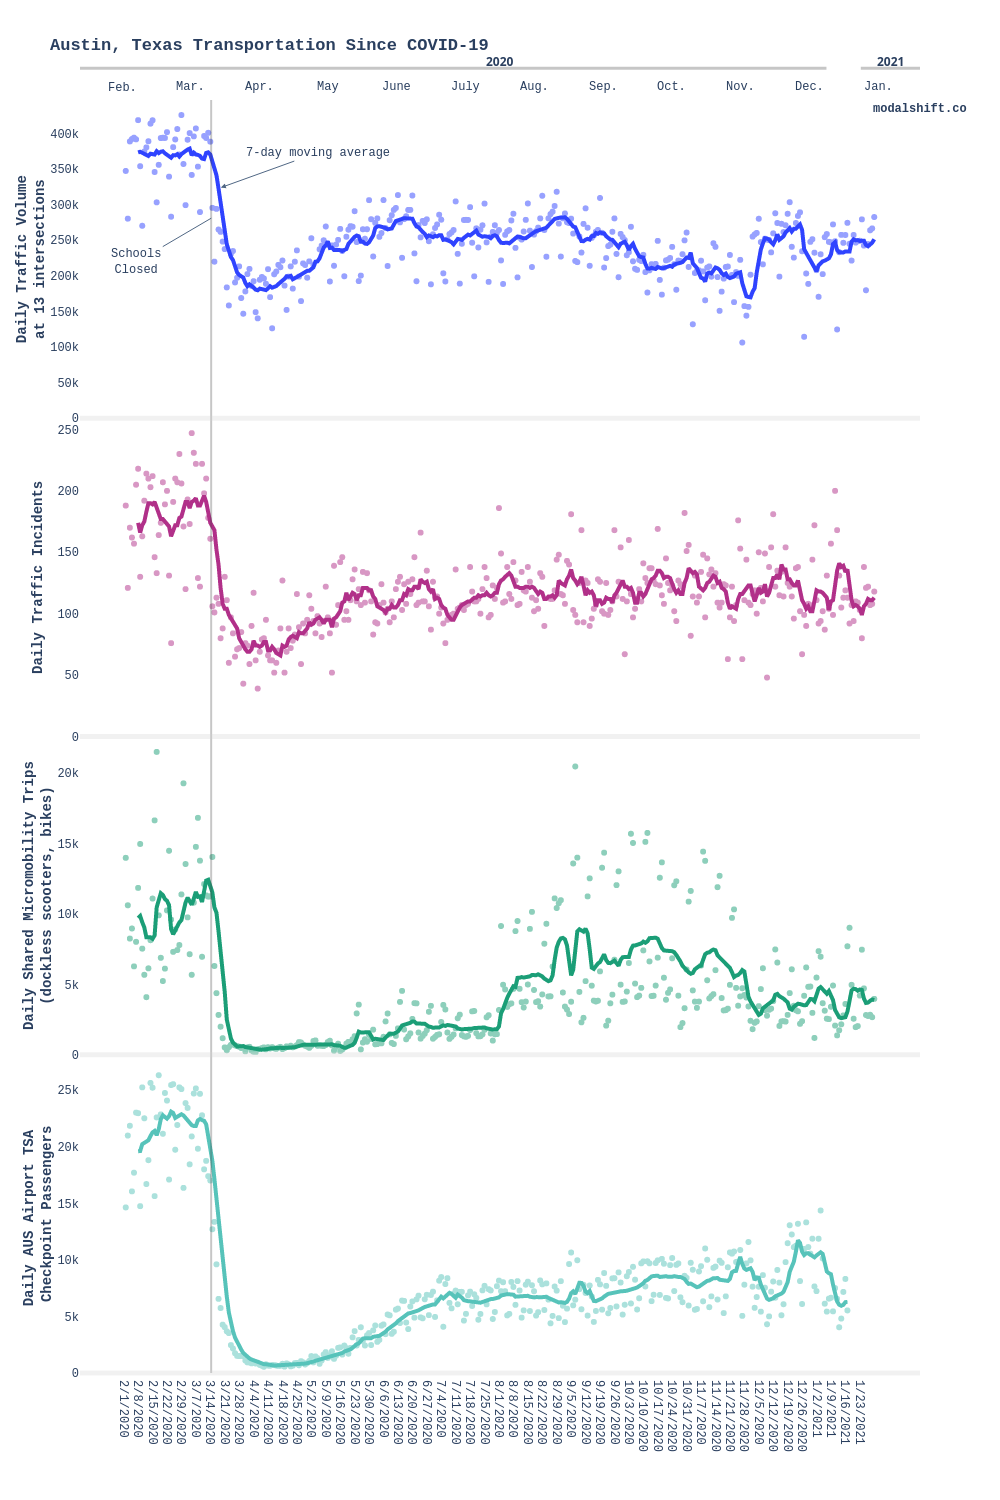 Austin, Texas Transportation Since COVID-19
2020
2021
Feb. Mar. Apr. May June July Aug. Sep. Oct. Nov. Dec. Jan.
modalshift.co
Daily Traffic Volume
at 13 intersections
400k
350k
300k
250k
200k
150k
100k
50k
0
7-day moving average
Schools
Closed
Daily Traffic Incidents
250
200
150
100
50
0
Daily Shared Micromobility Trips
(dockless scooters, bikes)
20k
15k
10k
5k
0
Daily AUS Airport TSA
Checkpoint Passengers
25k
20k
15k
10k
5k
0
2/1/2020
2/8/2020
2/15/2020
2/22/2020
2/29/2020
3/7/2020
3/14/2020
3/21/2020
3/28/2020
4/4/2020
4/11/2020
4/18/2020
4/25/2020
5/2/2020
5/9/2020
5/16/2020
5/23/2020
5/30/2020
6/6/2020
6/13/2020
6/20/2020
6/27/2020
7/4/2020
7/11/2020
7/18/2020
7/25/2020
8/1/2020
8/8/2020
8/15/2020
8/22/2020
8/29/2020
9/5/2020
9/12/2020
9/19/2020
9/26/2020
10/3/2020
10/10/2020
10/17/2020
10/24/2020
10/31/2020
11/7/2020
11/14/2020
11/21/2020
11/28/2020
12/5/2020
12/12/2020
12/19/2020
12/26/2020
1/2/2021
1/9/2021
1/16/2021
1/23/2021